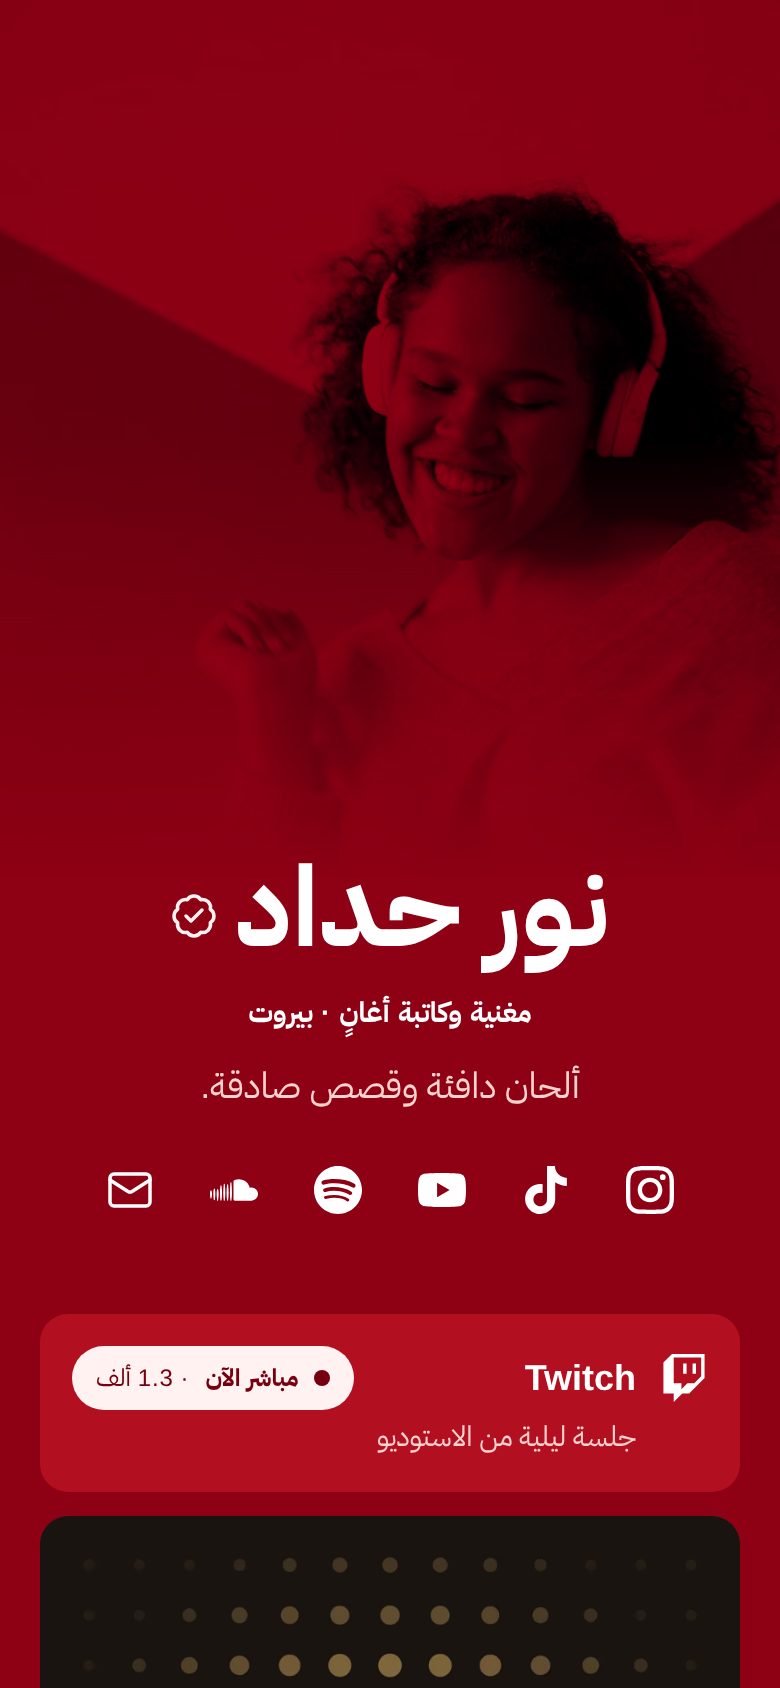 نور حداد
مغنية وكاتبة أغانٍ · بيروت
ألحان دافئة وقصص صادقة.
Twitch
مباشر الآن · 1.3 ألف
جلسة ليلية من الاستوديو